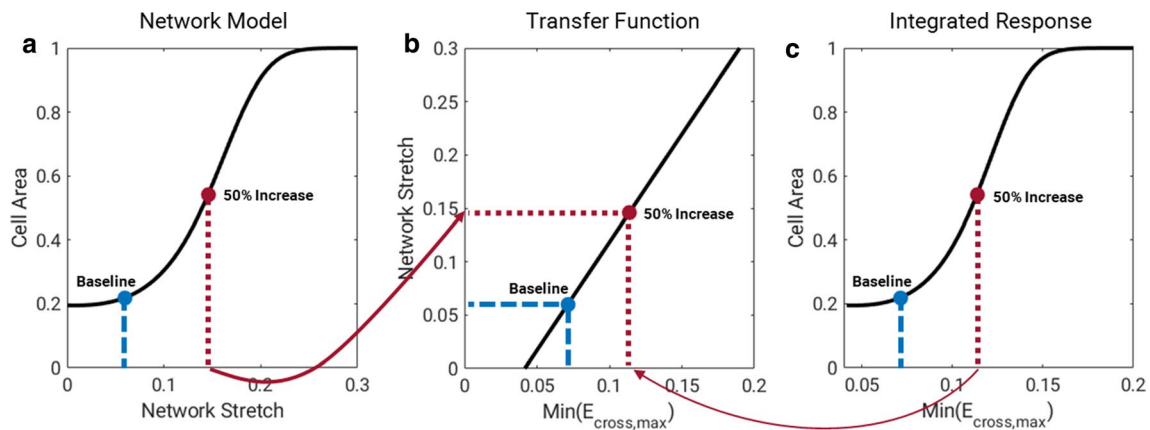 Network Model
Transfer Function
Integrated Response
a
1
0.8
0.6
0.4
0.2
0
Cell Area
50% Increase
Baseline
0
0.1
0.2
0.3
Network Stretch
b
0.3
0.25
0.2
0.15
0.1
0.05
0
Network Stretch
50% Increase
Baseline
0
0.05
0.1
0.15
0.2
Min(E_cross,max)
c
1
0.8
0.6
0.4
0.2
0
Cell Area
50% Increase
Baseline
0.05
0.1
0.15
0.2
Min(E_cross,max)